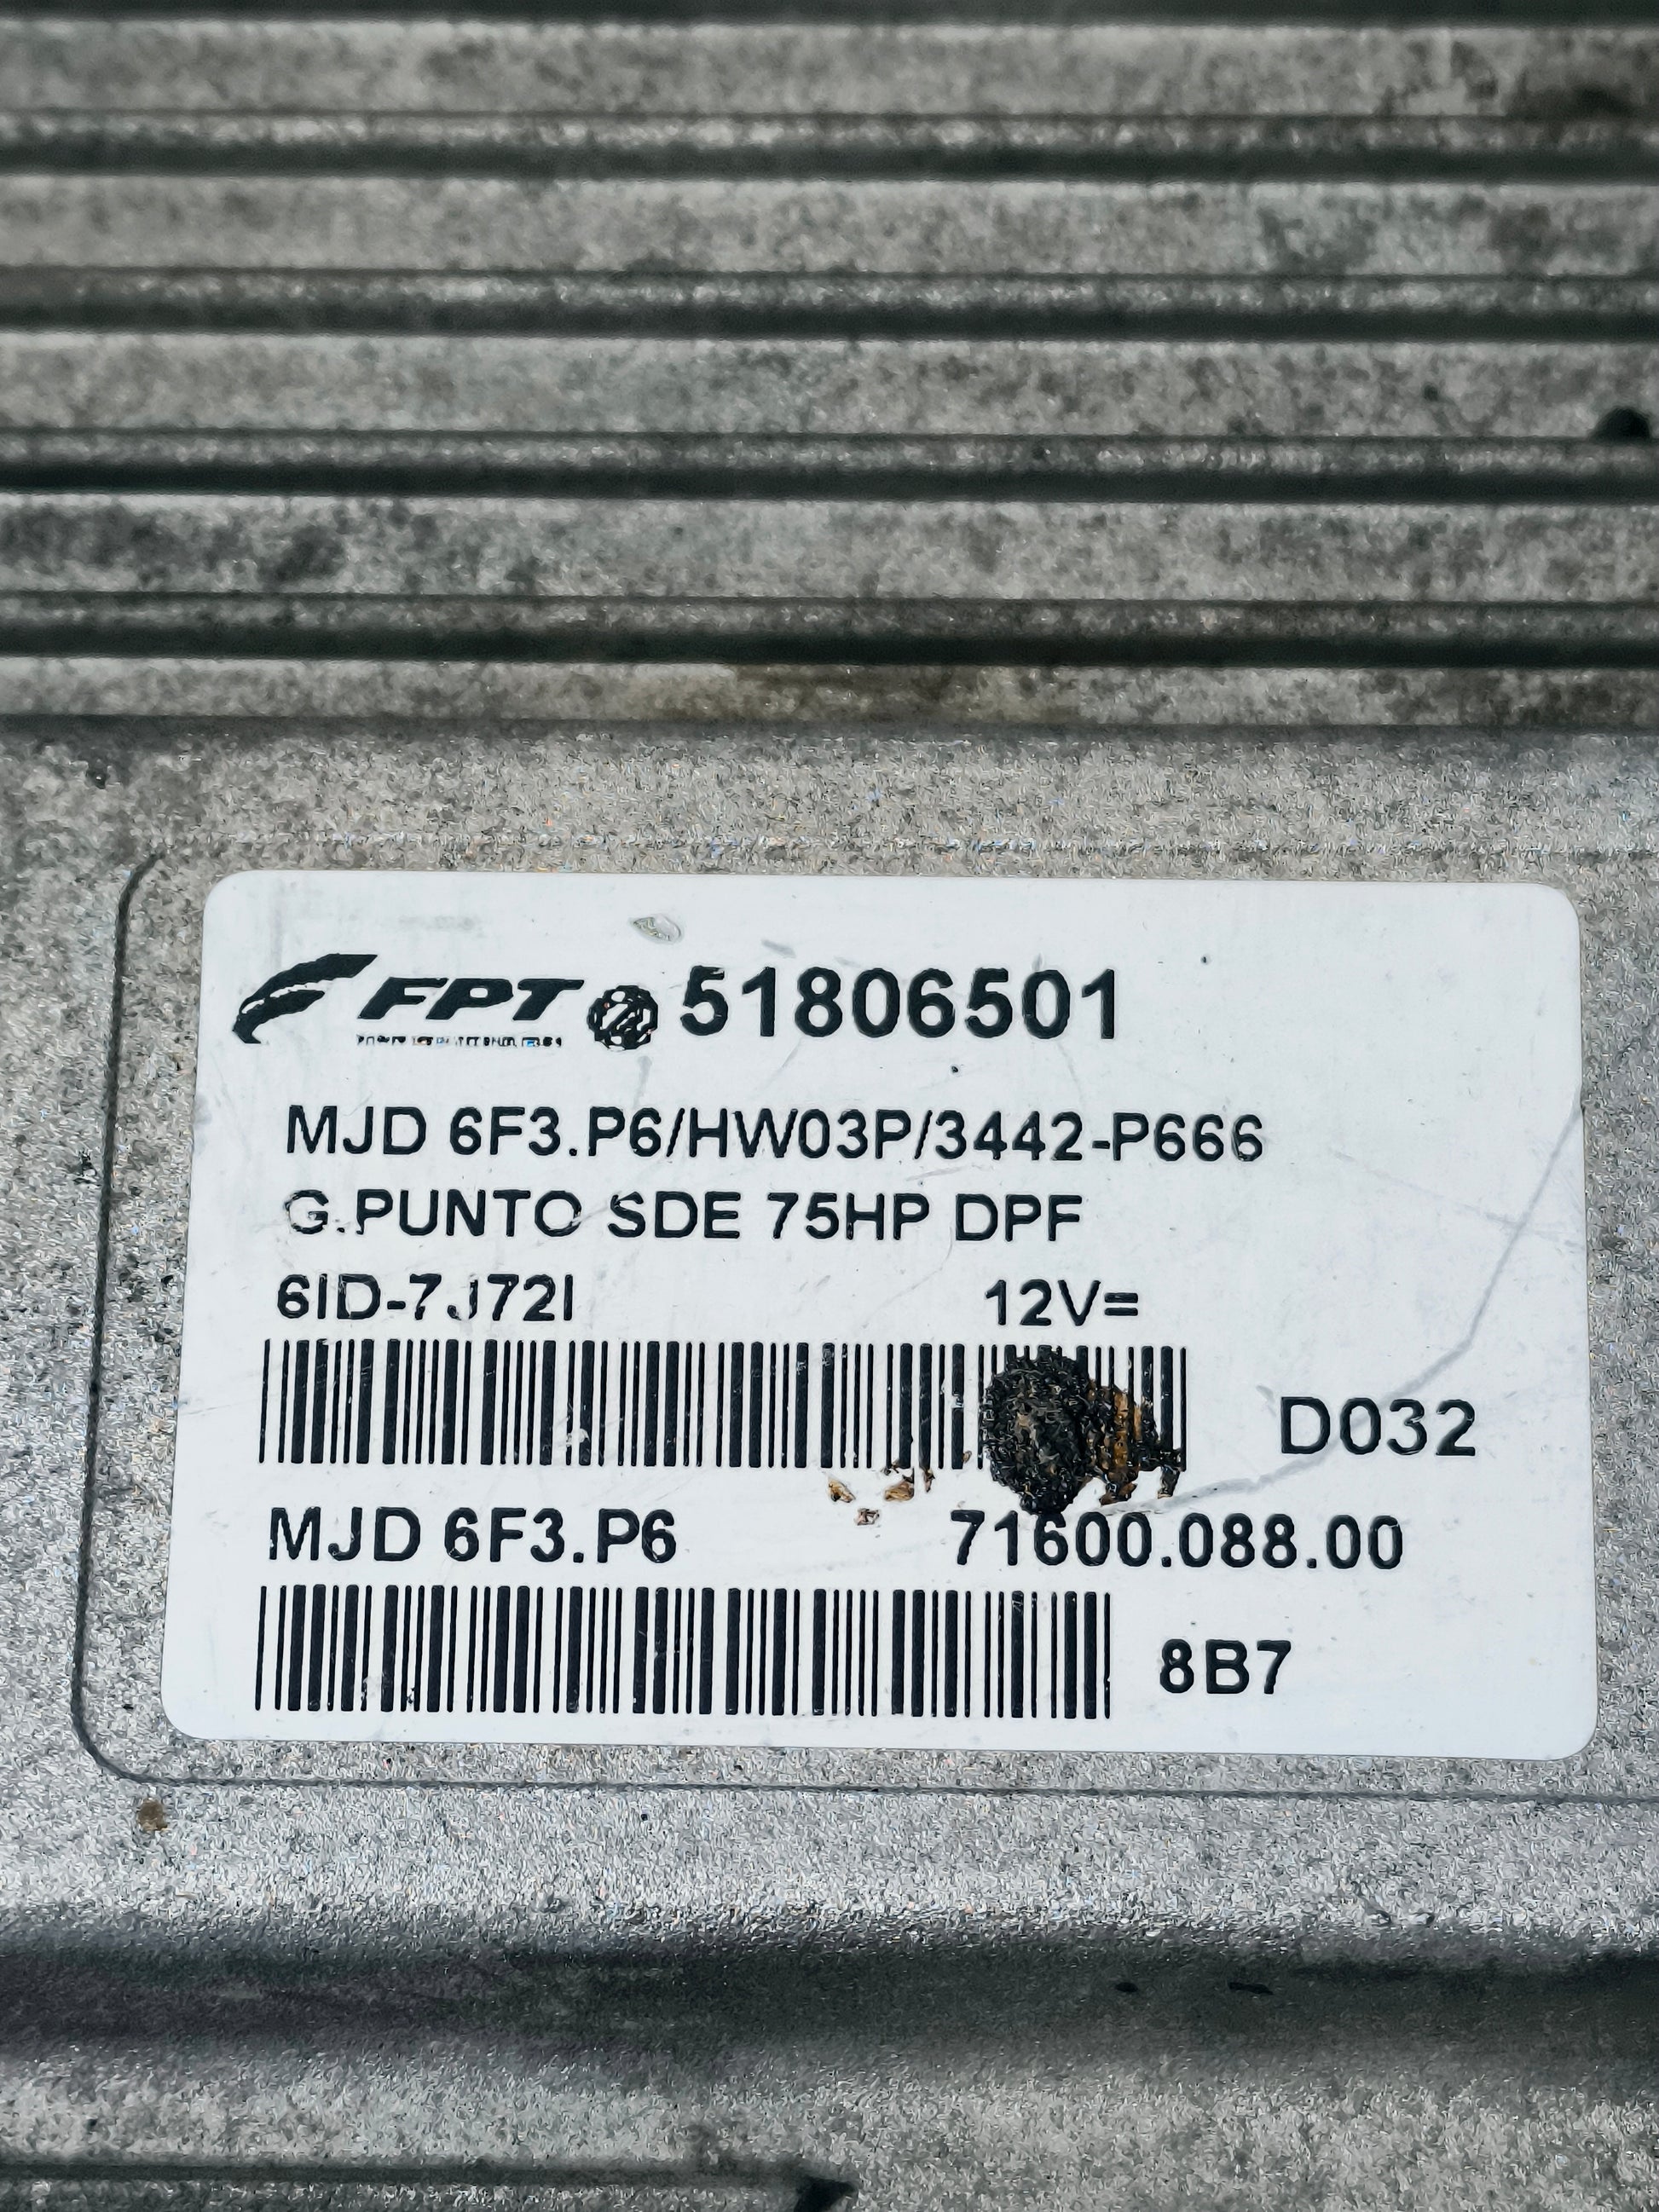 FPT 51806501
MJD 6F3.P6/HW03P/3442-P666
G.PUNTO SDE 75HP DPF
6ID-7J72I 12V=
D032
MJD 6F3.P6 71600.088.00
8B7